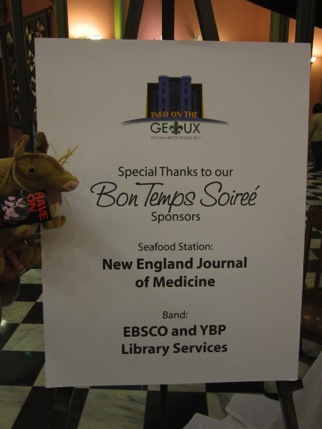 INFO ON THE
GEAUX
Special Thanks to our
Bon Temps Soireé
Sponsors
Seafood Station:
New England Journal
of Medicine
Band:
EBSCO and YBP
Library Services